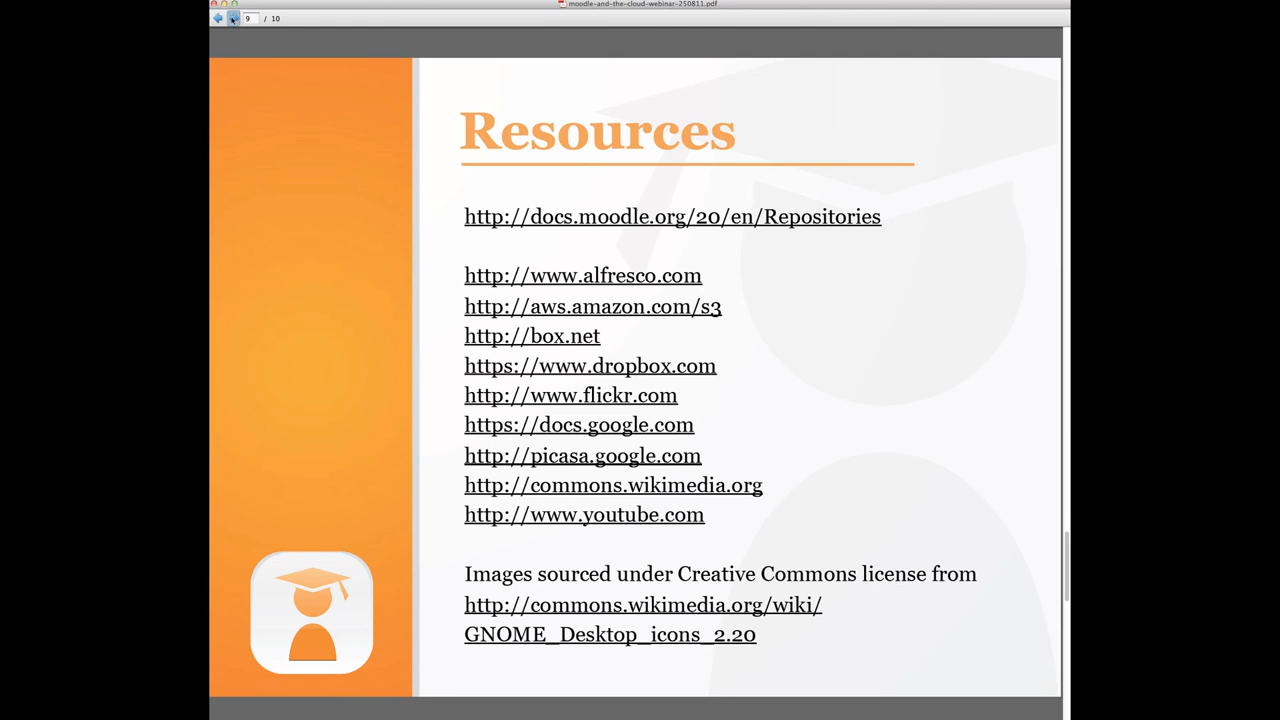 moodle-and-the-cloud-webinar-250811.pdf
9 / 10
Resources
http://docs.moodle.org/20/en/Repositories
http://www.alfresco.com
http://aws.amazon.com/s3
http://box.net
https://www.dropbox.com
http://www.flickr.com
https://docs.google.com
http://picasa.google.com
http://commons.wikimedia.org
http://www.youtube.com
Images sourced under Creative Commons license from
http://commons.wikimedia.org/wiki/
GNOME_Desktop_icons_2.20